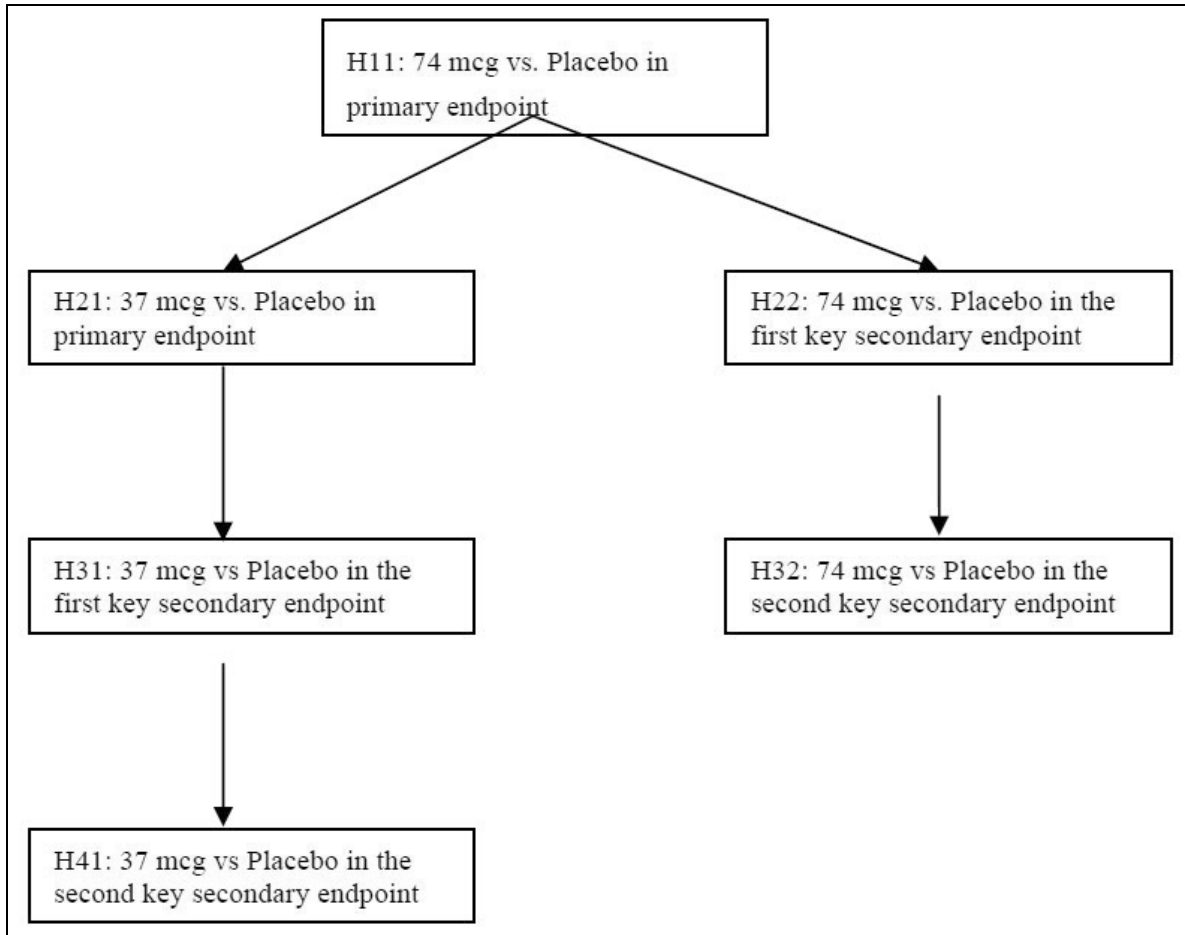 H11: 74 mcg vs. Placebo in
primary endpoint
H21: 37 mcg vs. Placebo in
primary endpoint
H22: 74 mcg vs. Placebo in the
first key secondary endpoint
H31: 37 mcg vs Placebo in the
first key secondary endpoint
H32: 74 mcg vs Placebo in the
second key secondary endpoint
H41: 37 mcg vs Placebo in the
second key secondary endpoint